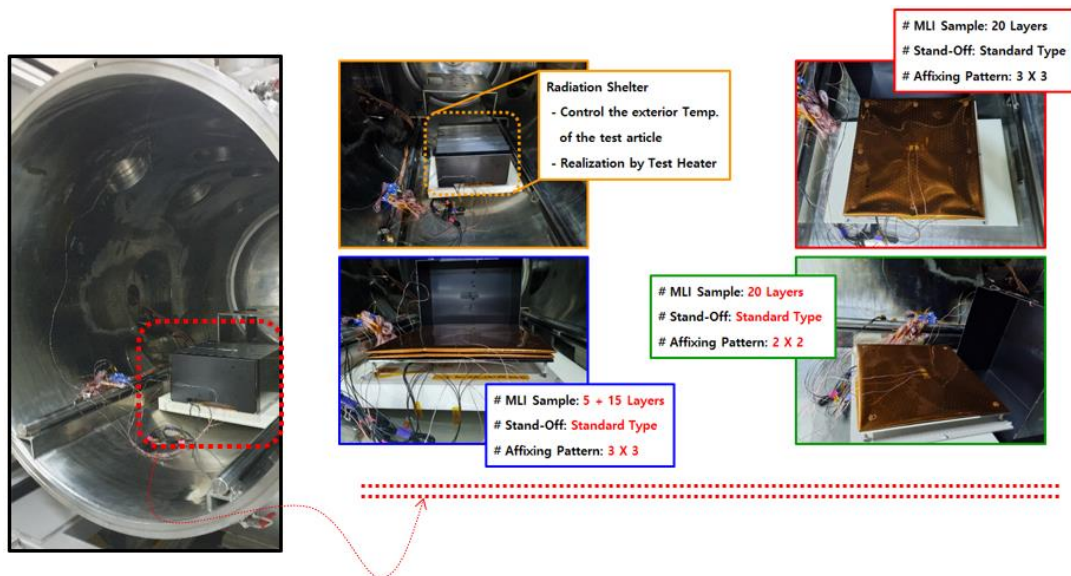 Radiation Shelter
- Control the exterior Temp.
of the test article
- Realization by Test Heater
# MLI Sample: 20 Layers
# Stand-Off: Standard Type
# Affixing Pattern: 3 X 3
# MLI Sample: 5 + 15 Layers
# Stand-Off: Standard Type
# Affixing Pattern: 3 X 3
# MLI Sample: 20 Layers
# Stand-Off: Standard Type
# Affixing Pattern: 2 X 2